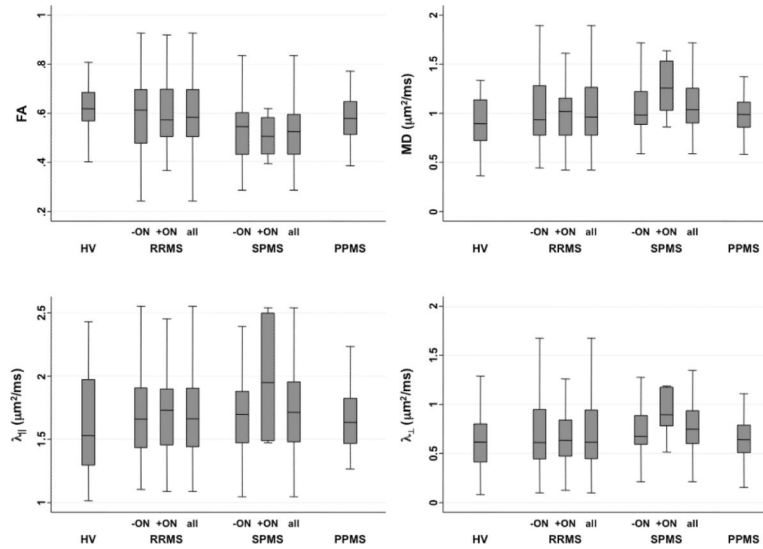 FA
1
.8
.6
.4
.2
-ON +ON all -ON +ON all
HV RRMS SPMS PPMS
MD (μm²/ms)
2
1.5
1
0.5
0
-ON +ON all -ON +ON all
HV RRMS SPMS PPMS
λ|| (μm²/ms)
2.5
2
1.5
1
-ON +ON all -ON +ON all
HV RRMS SPMS PPMS
λ⊥ (μm²/ms)
2
1.5
1
0.5
0
-ON +ON all -ON +ON all
HV RRMS SPMS PPMS